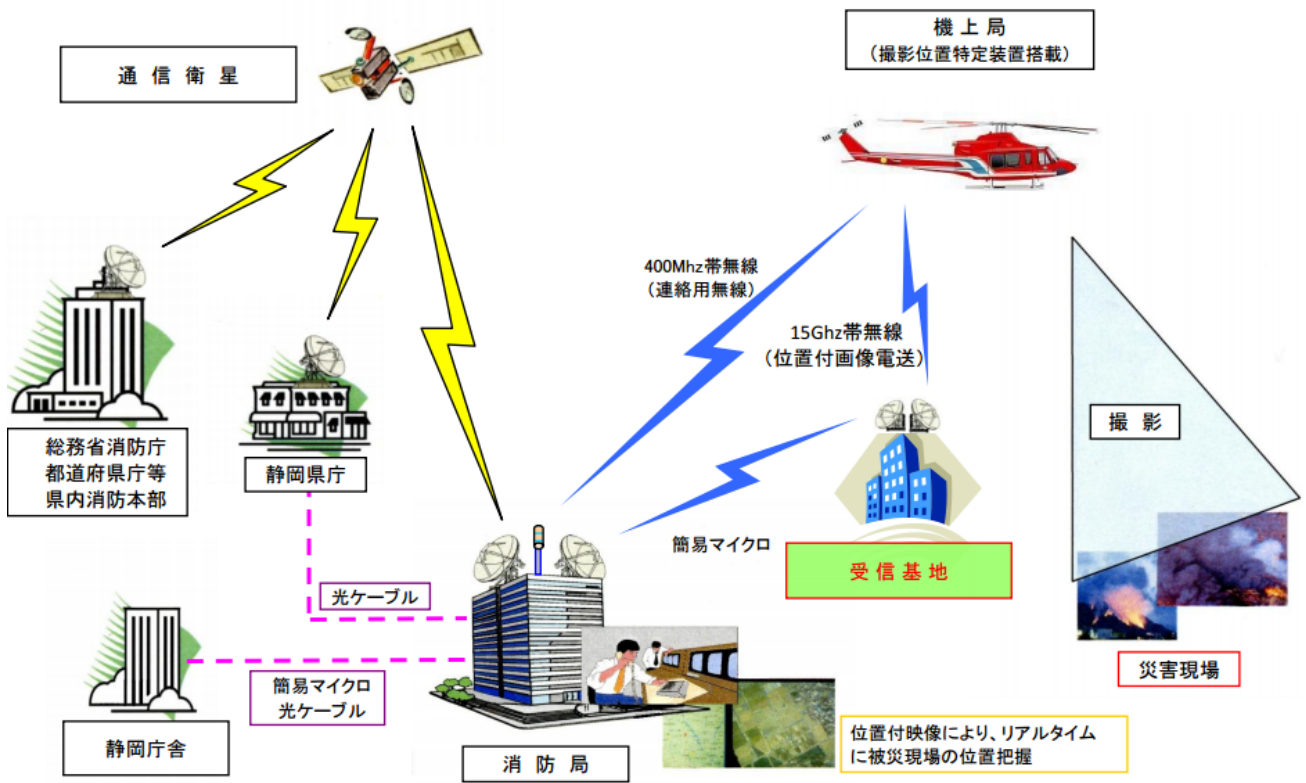 通信衛星
機上局
（撮影位置特定装置搭載）
400Mhz帯無線
（連絡用無線）
15Ghz帯無線
（位置付画像電送）
撮影
総務省消防庁
都道府県庁等
県内消防本部
静岡県庁
簡易マイクロ
受信基地
光ケーブル
災害現場
簡易マイクロ
光ケーブル
静岡庁舎
消防局
位置付映像により、リアルタイム
に被災現場の位置把握